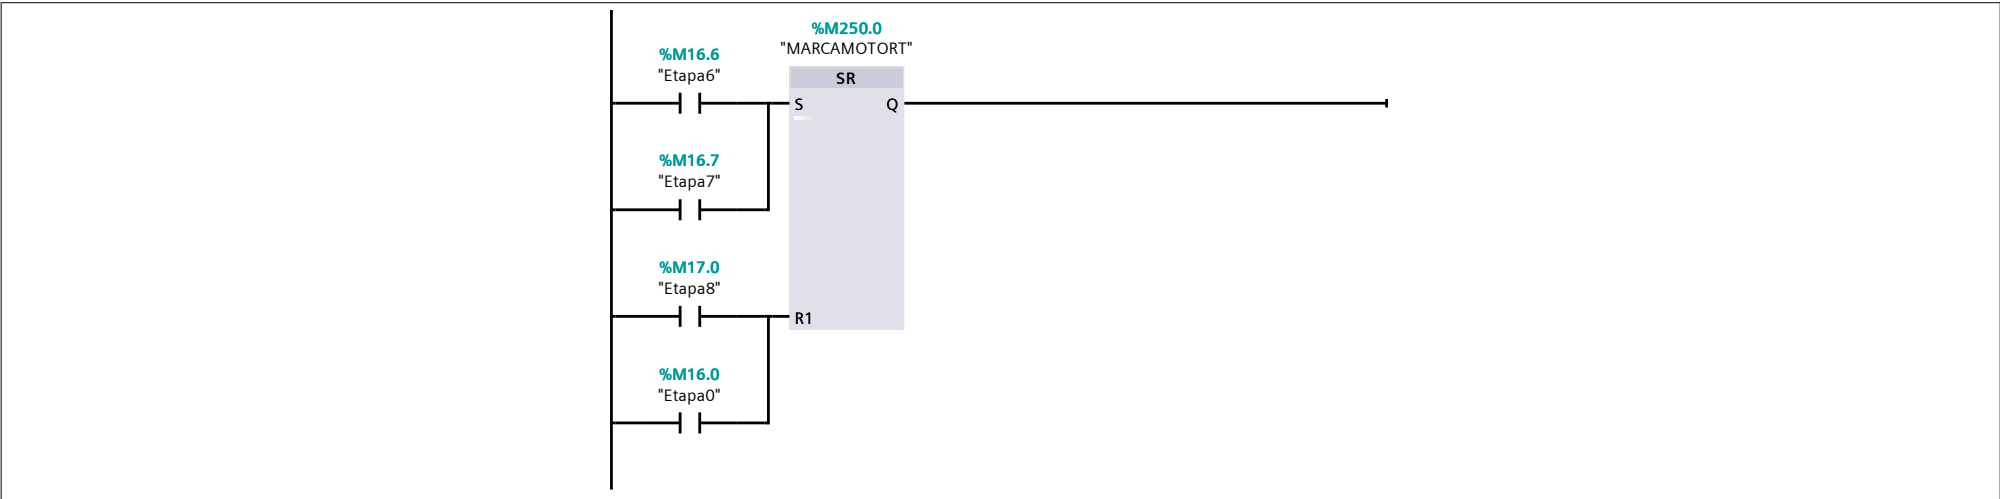 %M250.0
"MARCAMOTORT"
%M16.6
"Etapa6"
SR
S Q
%M16.7
"Etapa7"
%M17.0
"Etapa8"
R1
%M16.0
"Etapa0"